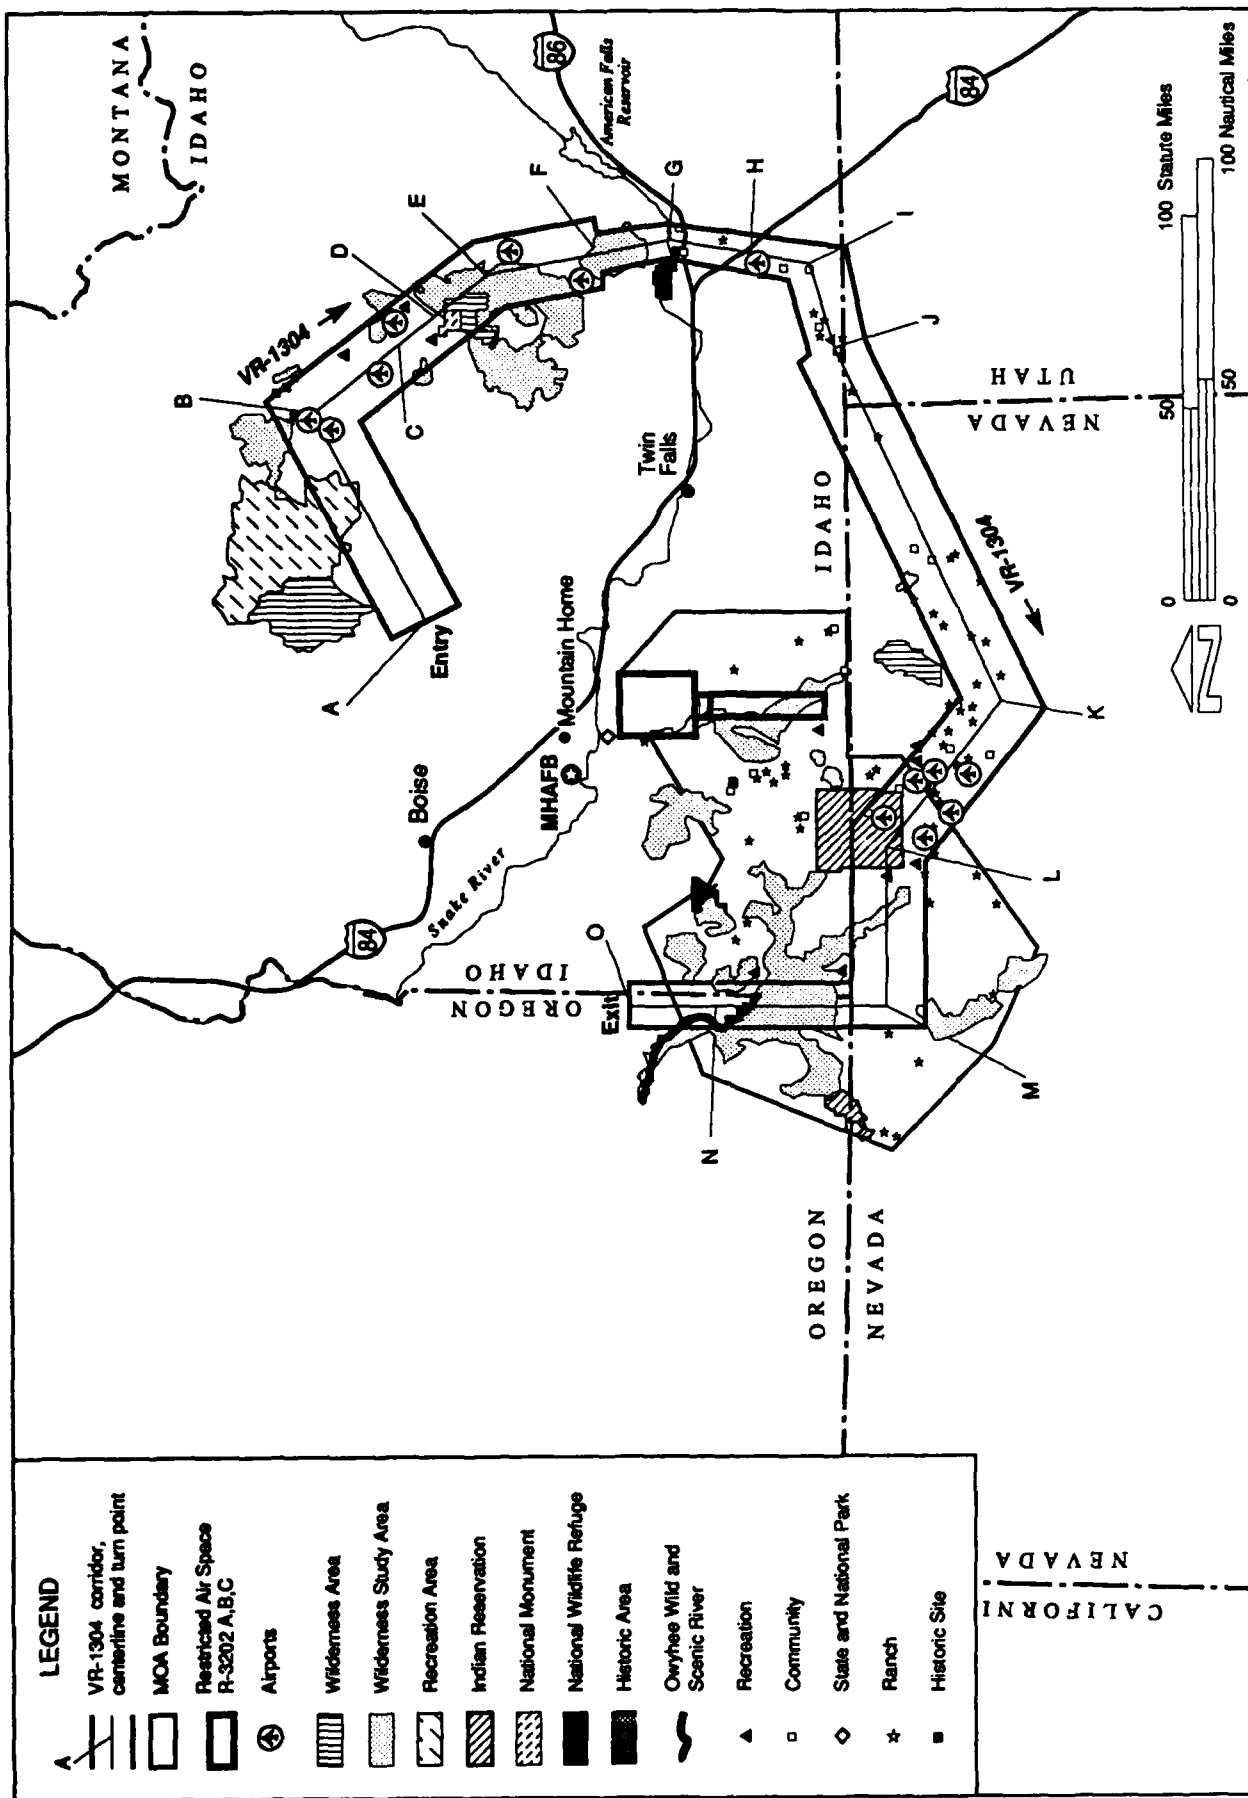 LEGEND
A
VR-1304 corridor,
centerline and turn point
MOA Boundary
Restricted Air Space
R-3202 A,B,C
Airports
Wilderness Area
Wilderness Study Area
Recreation Area
Indian Reservation
National Monument
National Wildlife Refuge
Historic Area
Owyhee Wild and
Scenic River
Recreation
Community
State and National Park
Ranch
Historic Site
MONTANA
IDAHO
VR-1304
A
Entry
B
C
D
E
F
G
H
I
J
K
L
M
N
O
Exit
86
American Falls
Reservoir
84
84
Boise
Snake River
Mountain Home
MHAFB
Twin
Falls
IDAHO
OREGON
IDAHO
UTAH
NEVADA
VR-1304
OREGON
NEVADA
NEVADA
CALIFORNI
N
0
50
100 Statute Miles
0
50
100 Nautical Miles